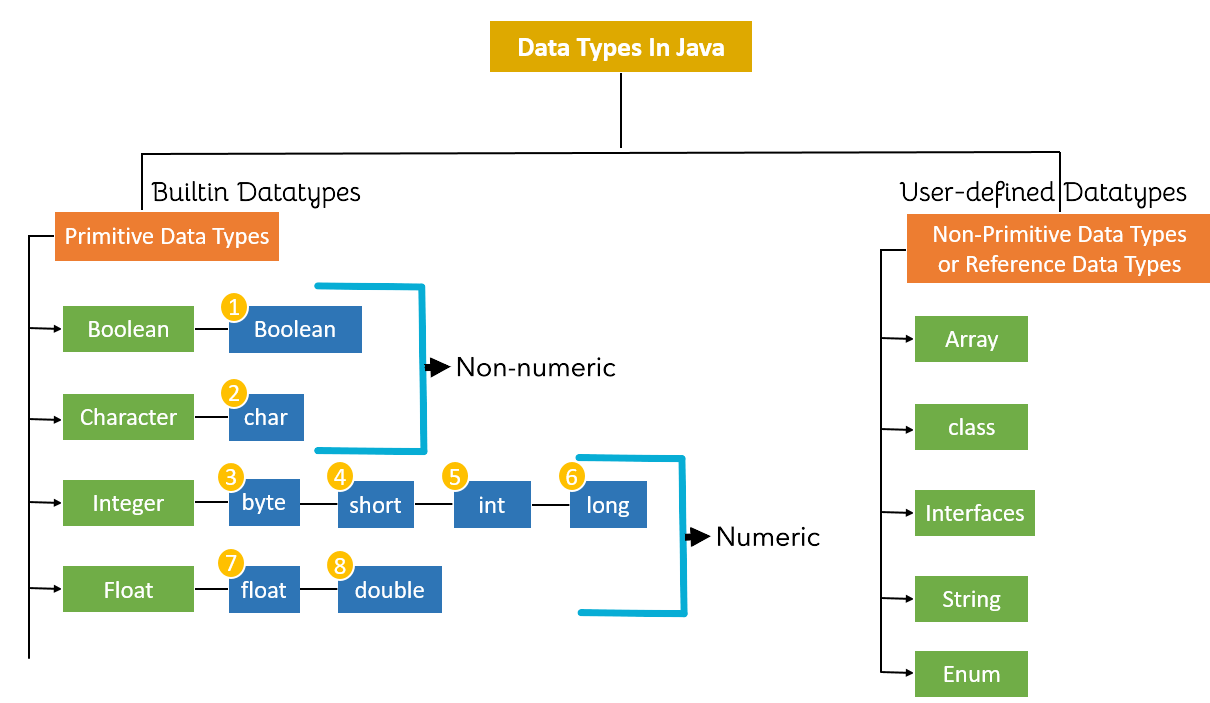 Data Types In Java
Builtin Datatypes
User-defined Datatypes
Primitive Data Types
Non-Primitive Data Types
or Reference Data Types
1
Boolean
Boolean
Non-numeric
2
Character
char
3
4
5
6
Integer
byte
short
int
long
Numeric
7
8
Float
float
double
Array
class
Interfaces
String
Enum